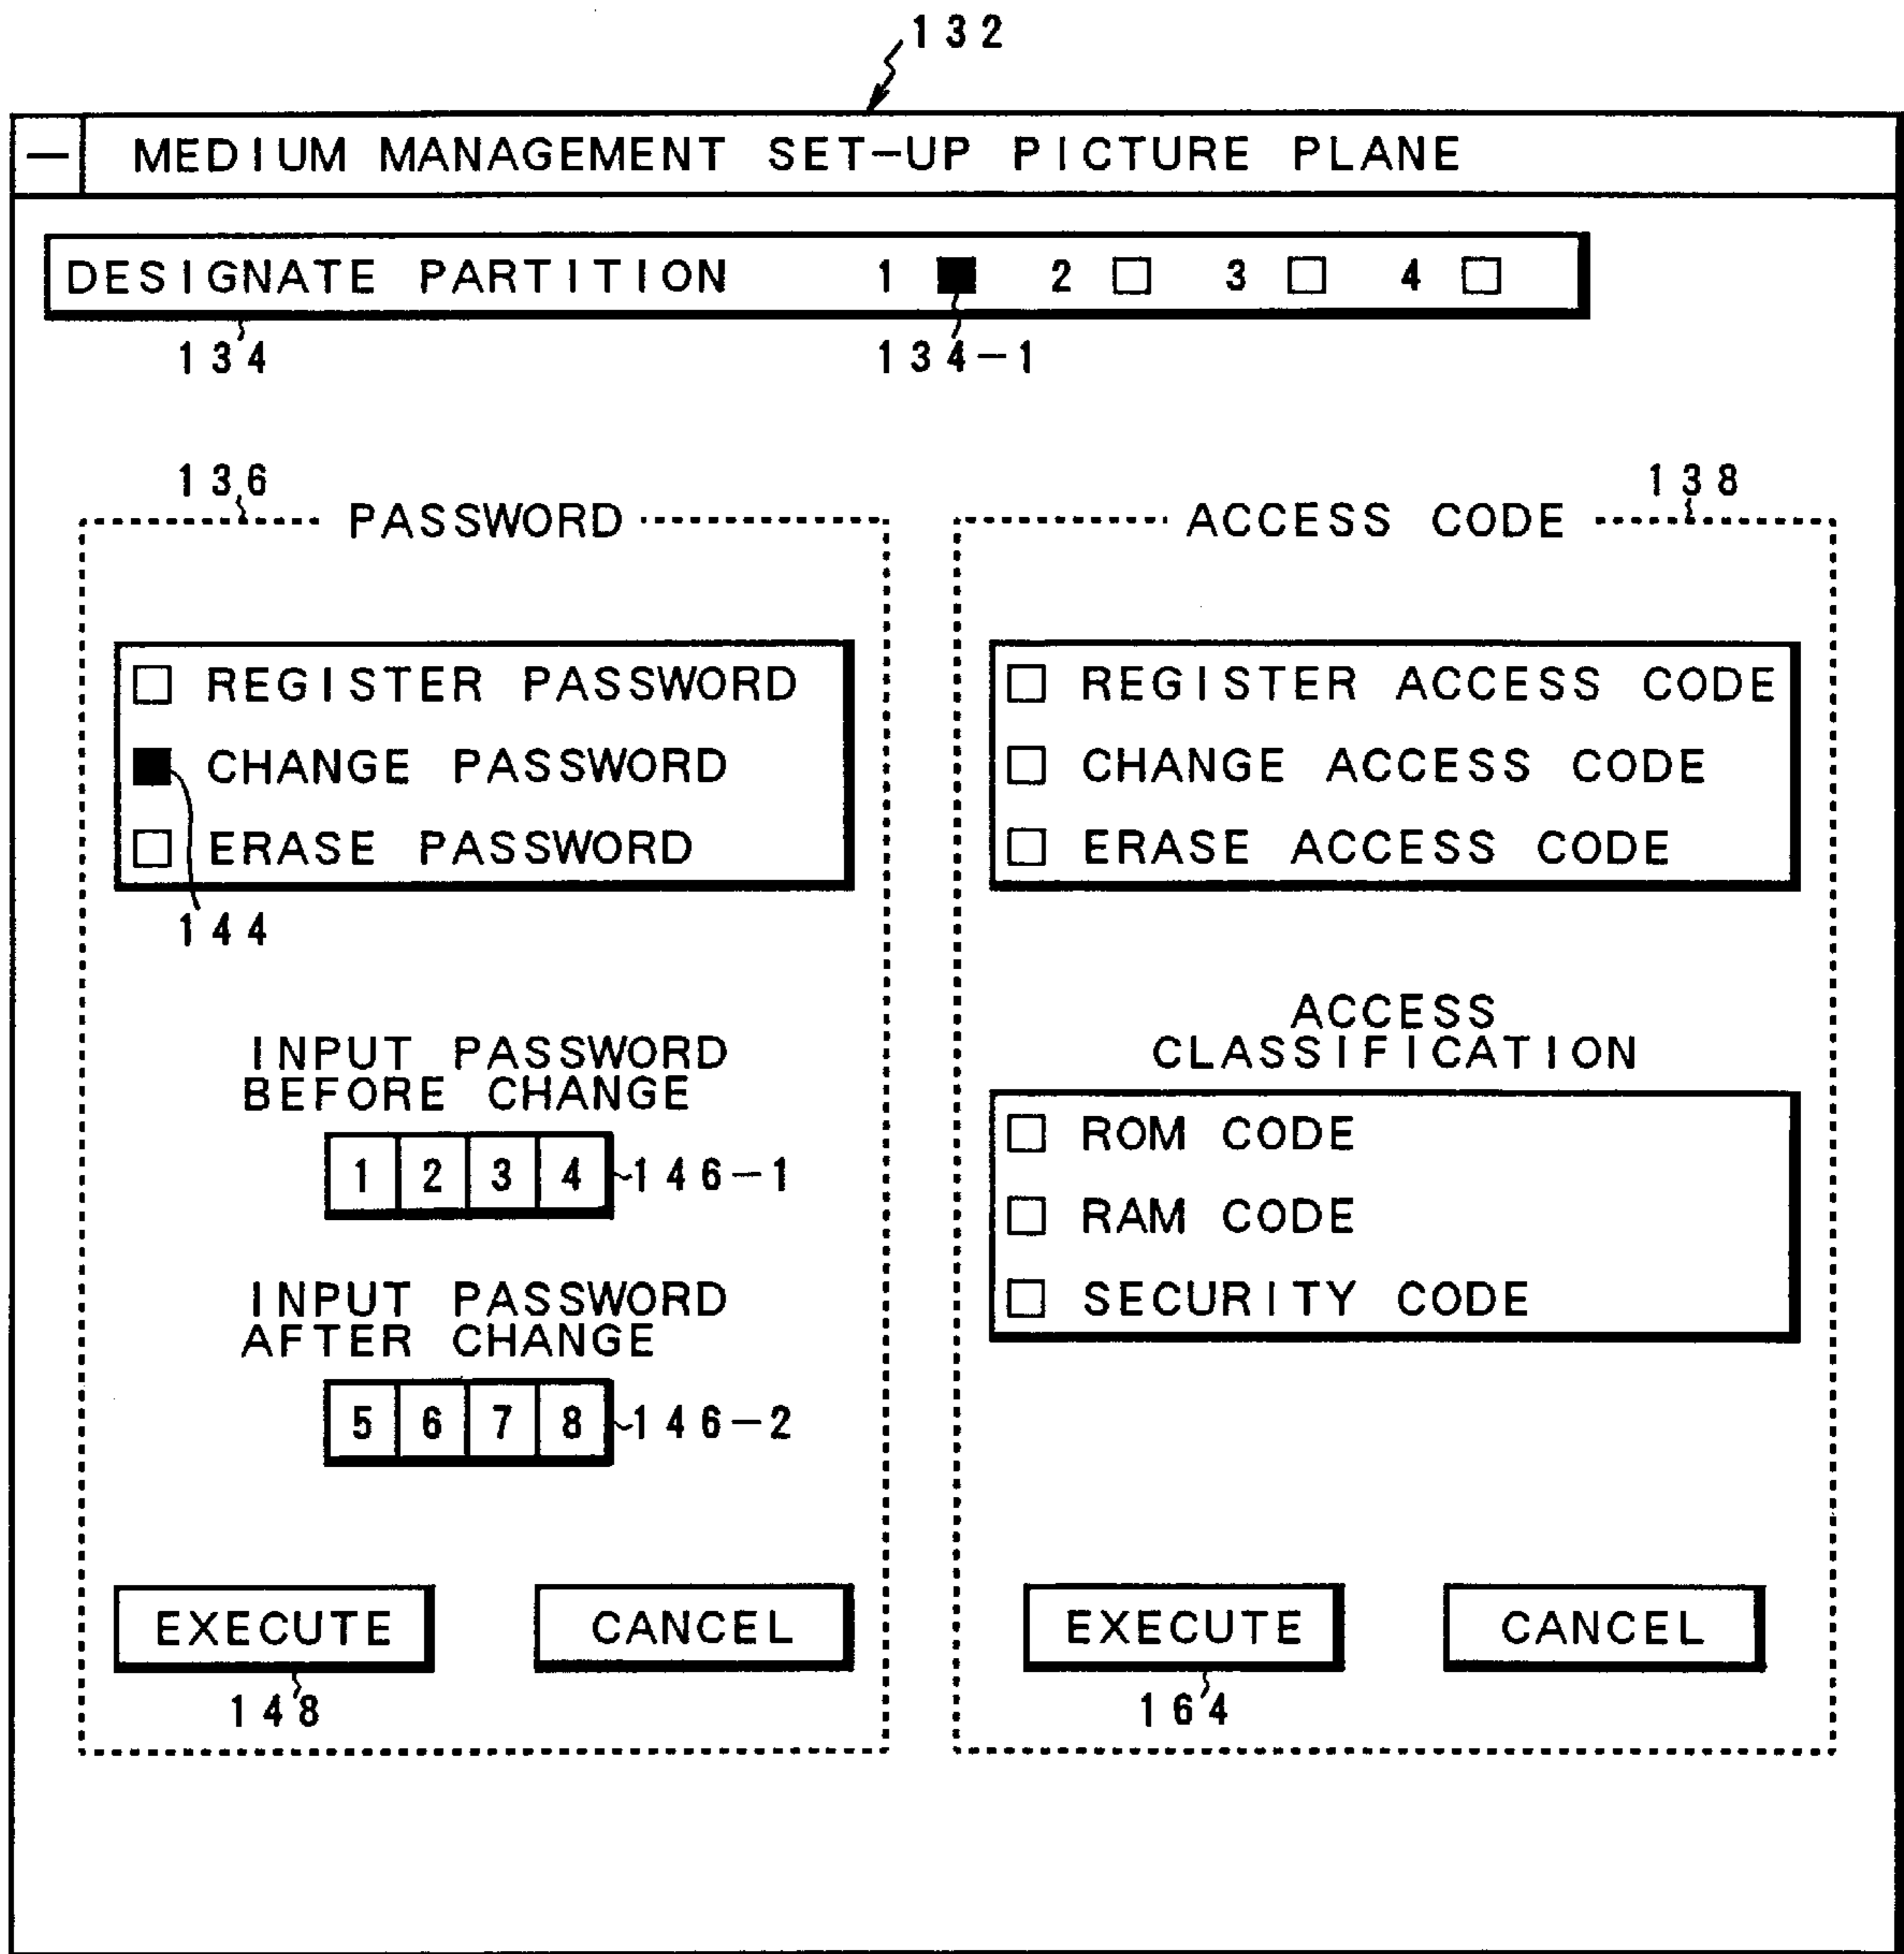 132
— MEDIUM MANAGEMENT SET-UP PICTURE PLANE
DESIGNATE PARTITION 1 2 3 4
134 134-1
136
PASSWORD
REGISTER PASSWORD
CHANGE PASSWORD
ERASE PASSWORD
144
INPUT PASSWORD
BEFORE CHANGE
1 2 3 4 146-1
INPUT PASSWORD
AFTER CHANGE
5 6 7 8 146-2
EXECUTE CANCEL
148
138
ACCESS CODE
REGISTER ACCESS CODE
CHANGE ACCESS CODE
ERASE ACCESS CODE
ACCESS
CLASSIFICATION
ROM CODE
RAM CODE
SECURITY CODE
EXECUTE CANCEL
164